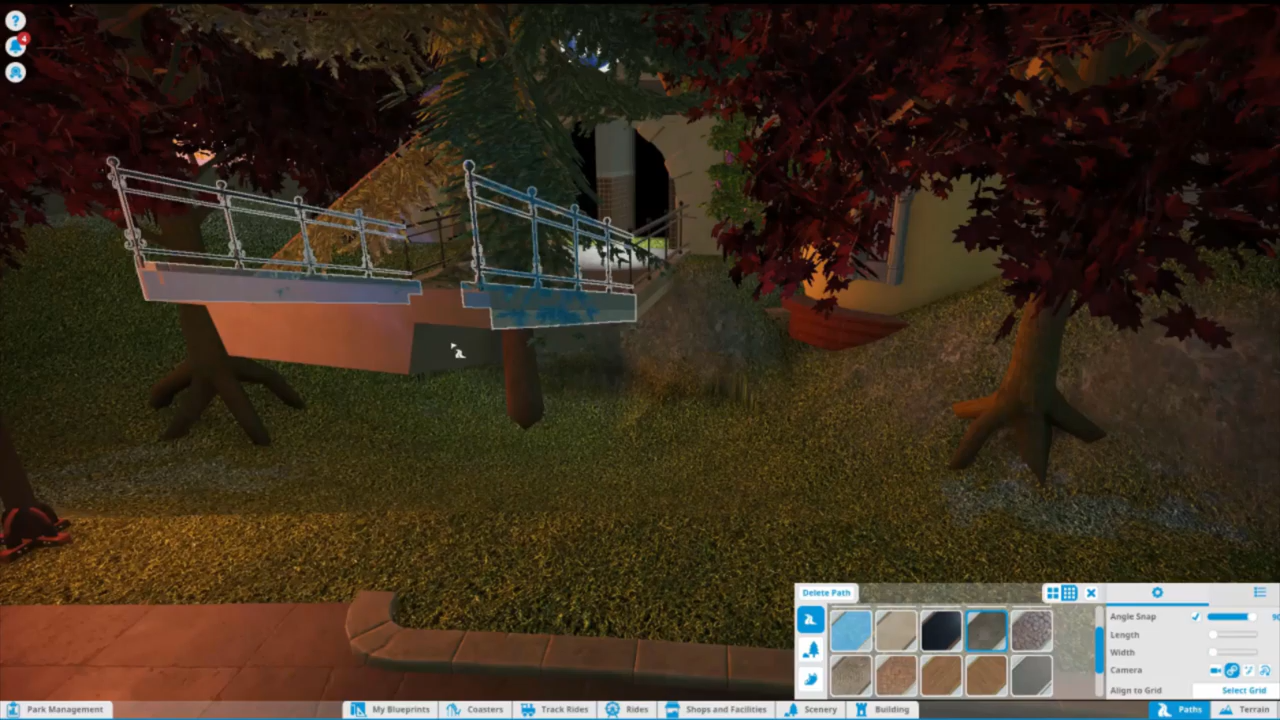 ?
4
Delete Path
Angle Snap
Length
Width
Camera
Align to Grid
Select Grid
Park Management
My Blueprints
Coasters
Track Rides
Rides
Shops and Facilities
Scenery
Building
Paths
Terrain